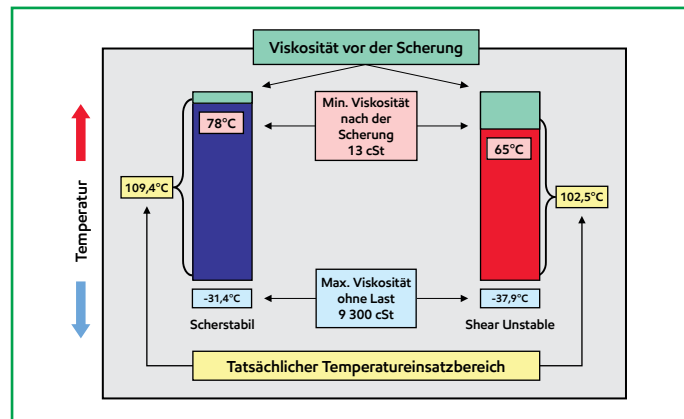 Viskosität vor der Scherung
78°C
Min. Viskosität
nach der
Scherung
13 cSt
65°C
Temperatur
109,4°C
102,5°C
-31,4°C
Max. Viskosität
ohne Last
9 300 cSt
-37,9°C
Scherstabil
Shear Unstable
Tatsächlicher Temperatureinsatzbereich